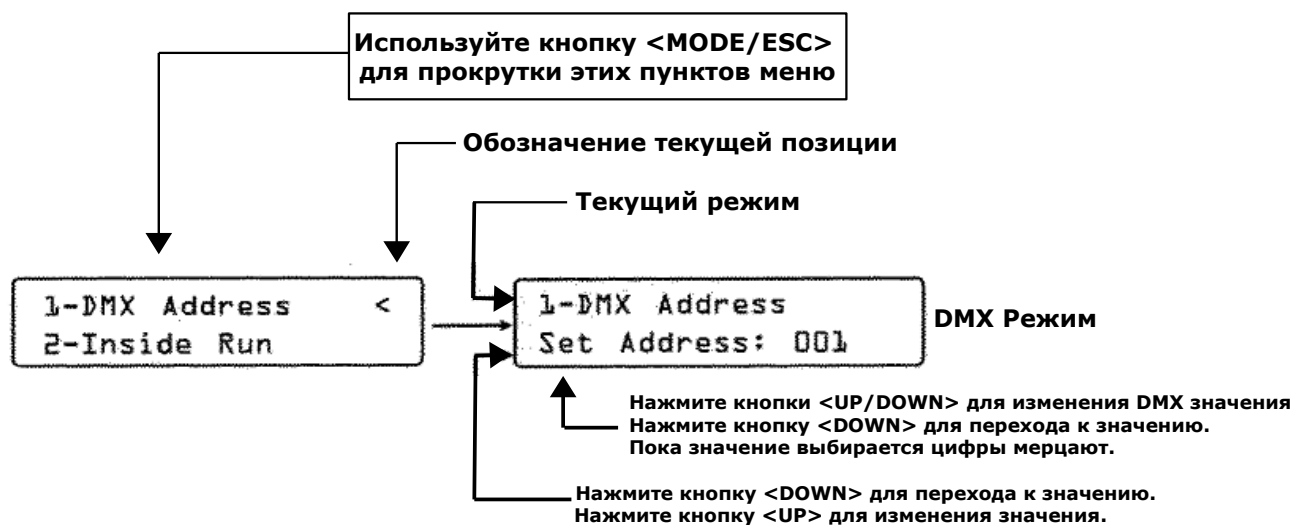 Используйте кнопку <MODE/ESC>
для прокрутки этих пунктов меню
Обозначение текущей позиции
Текущий режим
1-DMX Address <
2-Inside Run
1-DMX Address
Set Address: 001
DMX Режим
Нажмите кнопки <UP/DOWN> для изменения DMX значения
Нажмите кнопку <DOWN> для перехода к значению.
Пока значение выбирается цифры мерцают.
Нажмите кнопку <DOWN> для перехода к значению.
Нажмите кнопку <UP> для изменения значения.